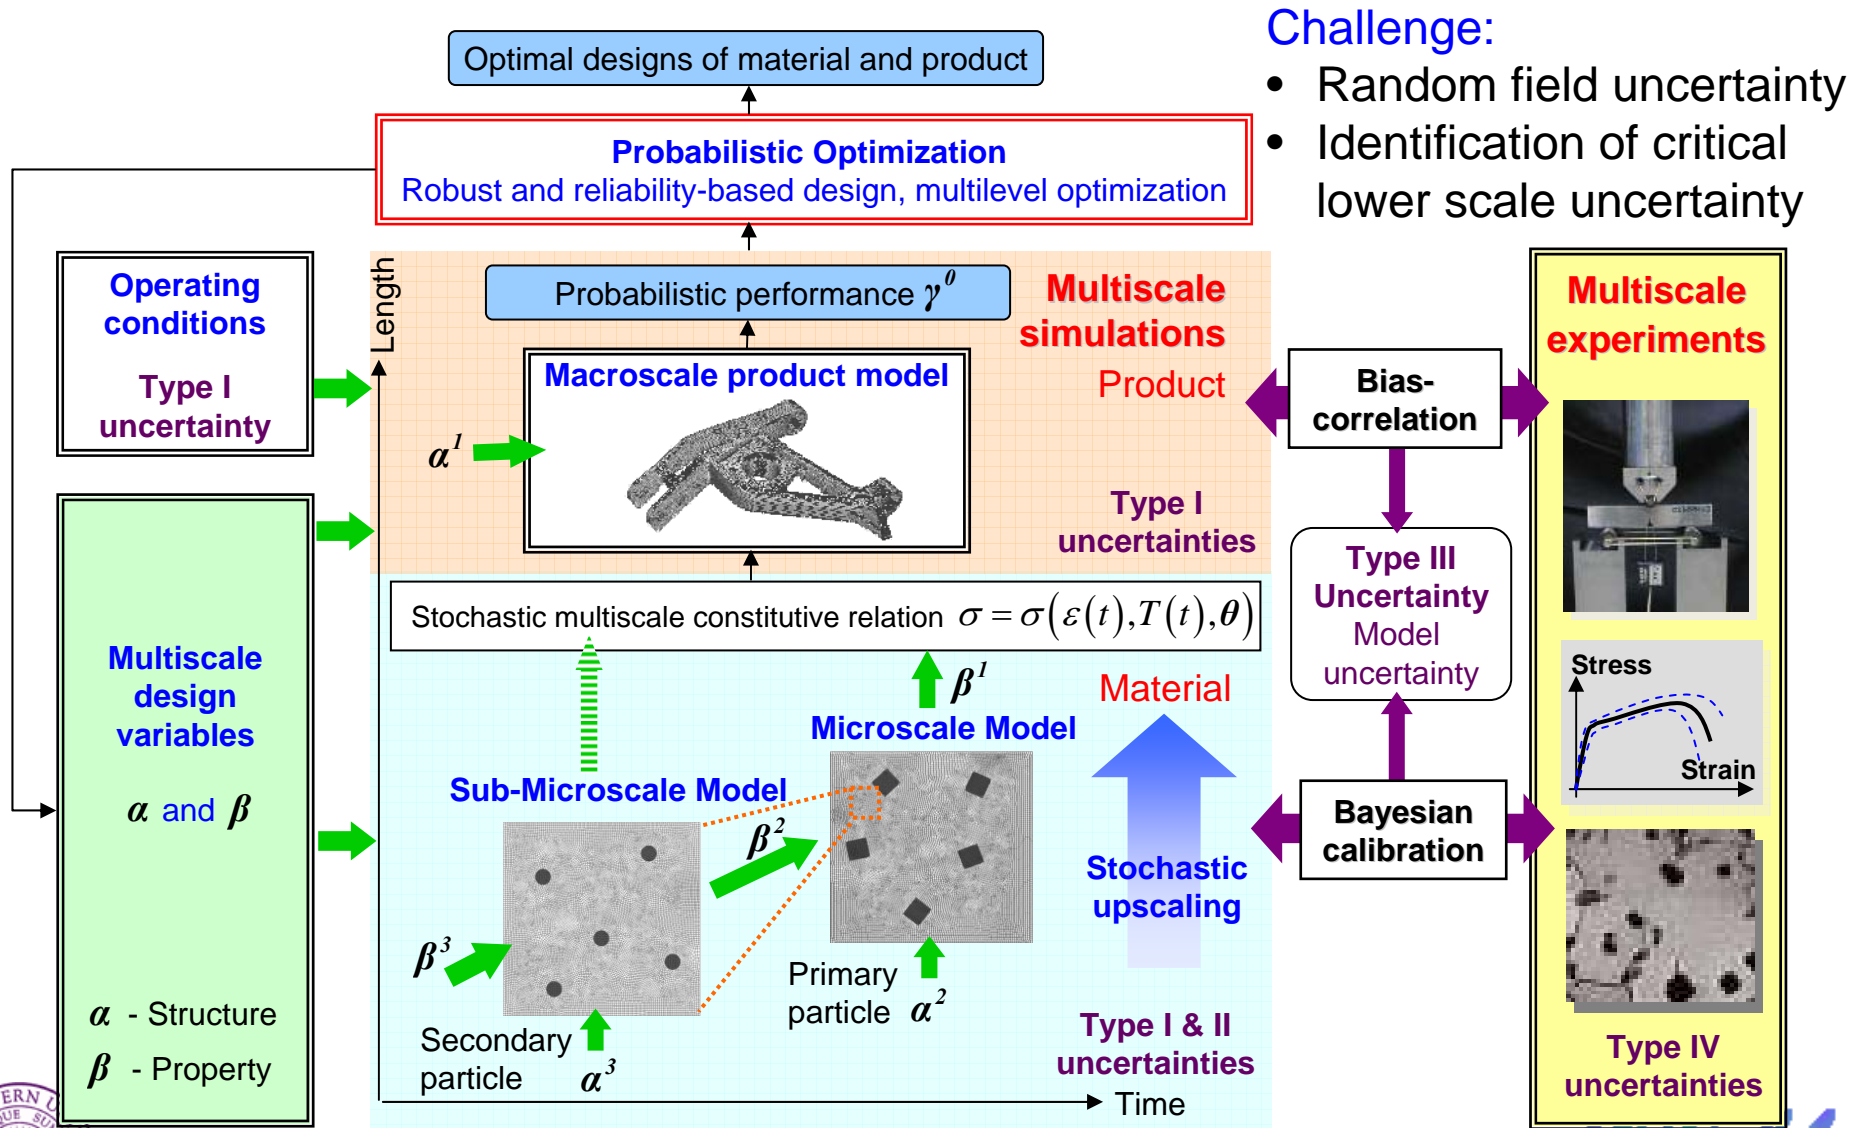 Challenge:
• Random field uncertainty
• Identification of critical
lower scale uncertainty
Optimal designs of material and product
Probabilistic Optimization
Robust and reliability-based design, multilevel optimization
Operating
conditions
Type I
uncertainty
Length
Probabilistic performance γ⁰
Multiscale
simulations
Product
Macroscale product model
α¹
Type I
uncertainties
Bias-
correlation
Multiscale
experiments
Type III
Uncertainty
Model
uncertainty
Stochastic multiscale constitutive relation σ = σ(ε(t),T(t),θ)
Multiscale
design
variables
α and β
α - Structure
β - Property
β¹
Material
Microscale Model
Sub-Microscale Model
β²
β³
Stochastic
upscaling
Primary
particle α²
Secondary
particle α³
Type I & II
uncertainties
Time
Bayesian
calibration
Stress
Strain
Type IV
uncertainties